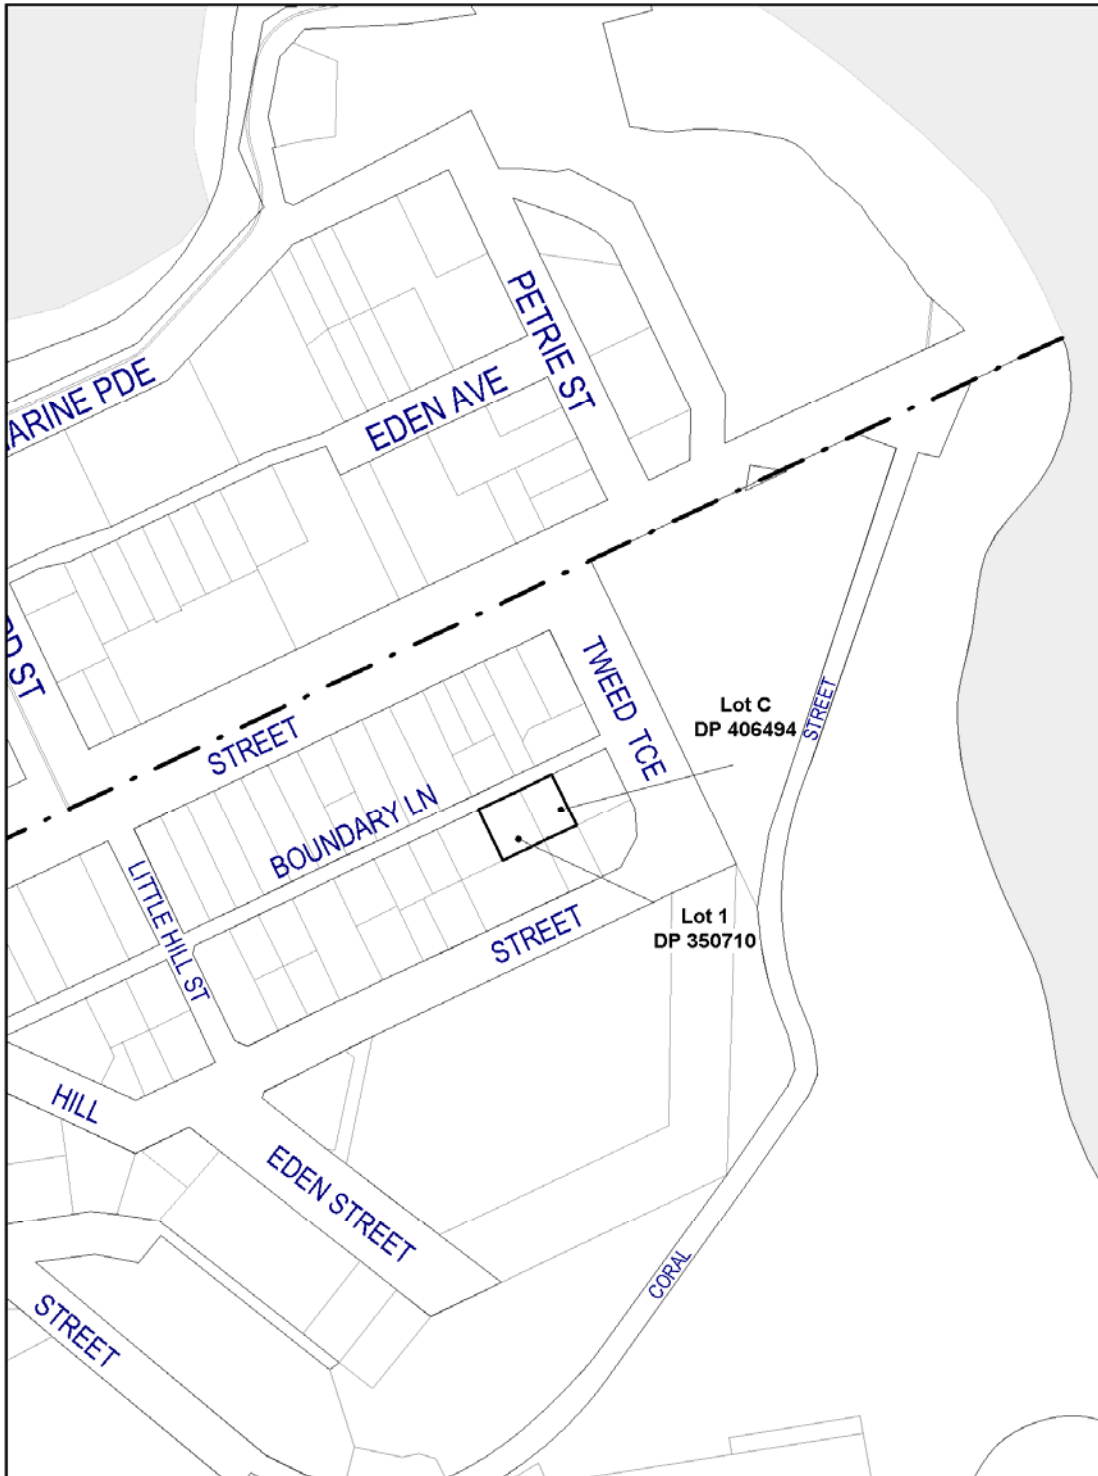 PETRIE ST
ARINE PDE
EDEN AVE
RD ST
TWEED TCE
Lot C
DP 406494
STREET
STREET
BOUNDARY LN
LITTLE HILL ST
Lot 1
DP 350710
STREET
HILL
EDEN STREET
CORAL
STREET